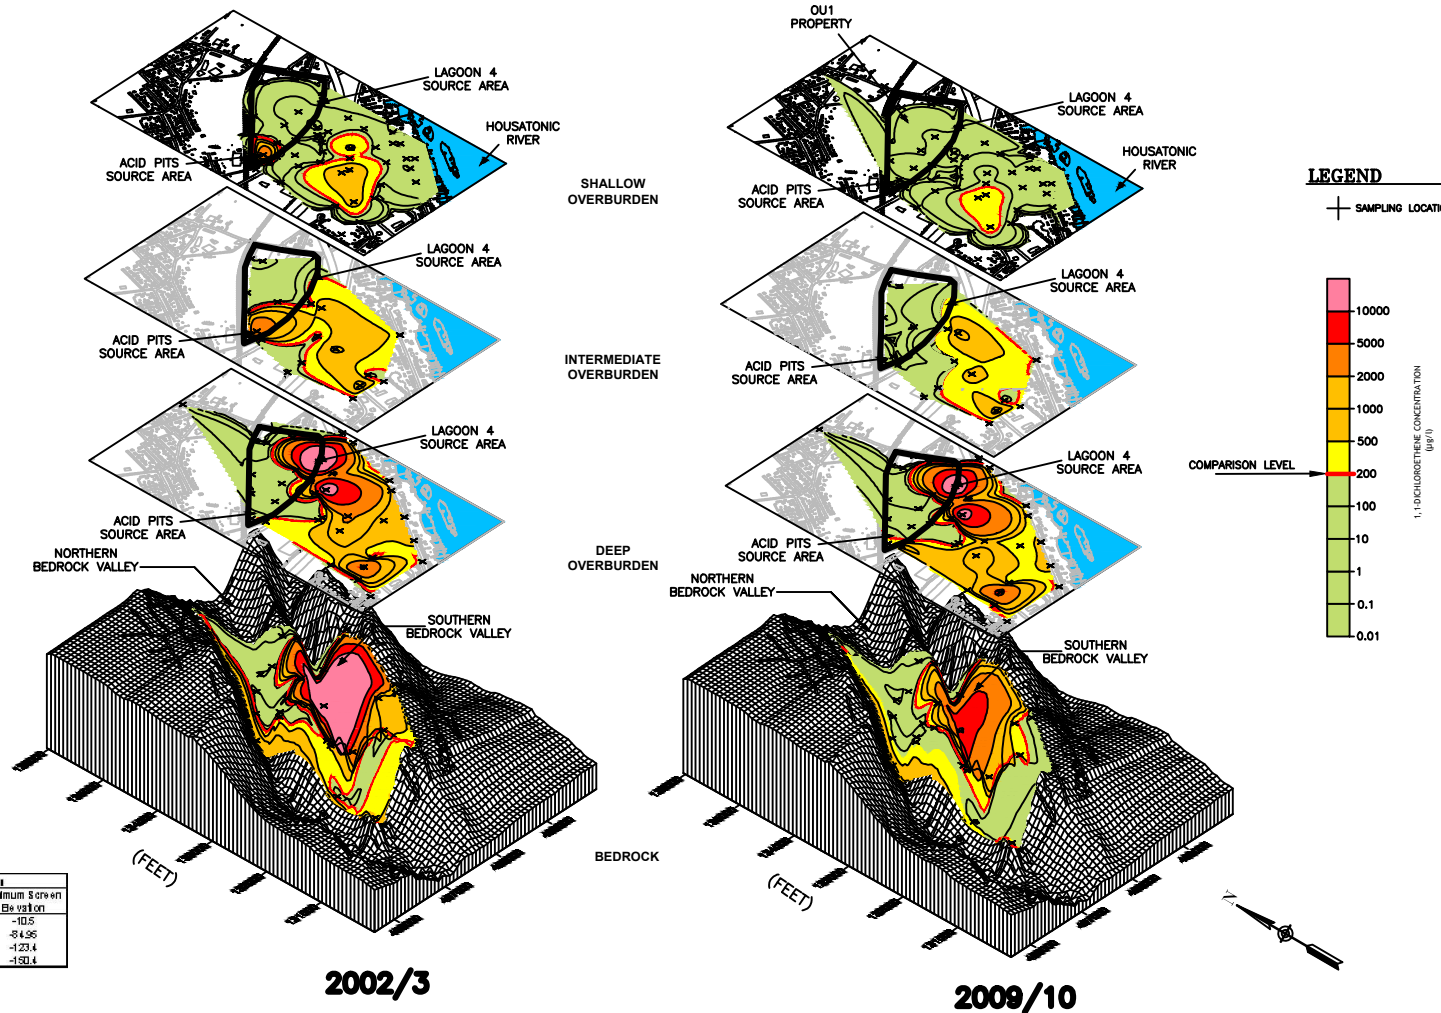 OU1
PROPERTY
LAGOON 4
SOURCE AREA
HOUSATONIC
RIVER
ACID PITS
SOURCE AREA
SHALLOW
OVERBURDEN
LAGOON 4
SOURCE AREA
HOUSATONIC
RIVER
ACID PITS
SOURCE AREA
LEGEND
SAMPLING
LAGOON 4
SOURCE AREA
ACID PITS
SOURCE AREA
INTERMEDIATE
OVERBURDEN
LAGOON 4
SOURCE AREA
ACID PITS
SOURCE AREA
10000
5000
2000
1000
500
200
100
10
1
0.1
0.01
COMPARISON LEVEL
1,1-DICHLOROETHENE CONCENTRATION
(µg/l)
LAGOON 4
SOURCE AREA
ACID PITS
SOURCE AREA
DEEP
OVERBURDEN
LAGOON 4
SOURCE AREA
ACID PITS
SOURCE AREA
NORTHERN
BEDROCK VALLEY
SOUTHERN
BEDROCK VALLEY
NORTHERN
BEDROCK VALLEY
SOUTHERN
BEDROCK VALLEY
(FEET)
BEDROCK
(FEET)
Screen
Elevation
-10.5
-84.95
-123.4
-150.4
N
2002/3
2009/10